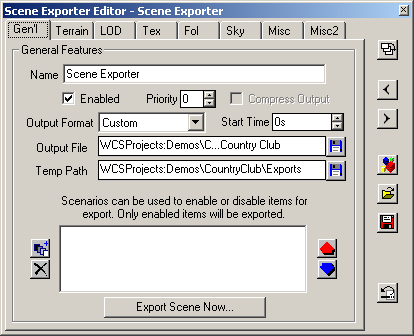 Scene Exporter Editor - Scene Exporter
Gen'l Terrain LOD Tex Fol Sky Misc Misc2
General Features
Name Scene Exporter
Enabled Priority 0 Compress Output
Output Format Custom Start Time 0s
Output File WCSProjects:Demos\C...Country Club
Temp Path WCSProjects:Demos\CountryClub\Exports
Scenarios can be used to enable or disable items for
export. Only enabled items will be exported.
Export Scene Now...